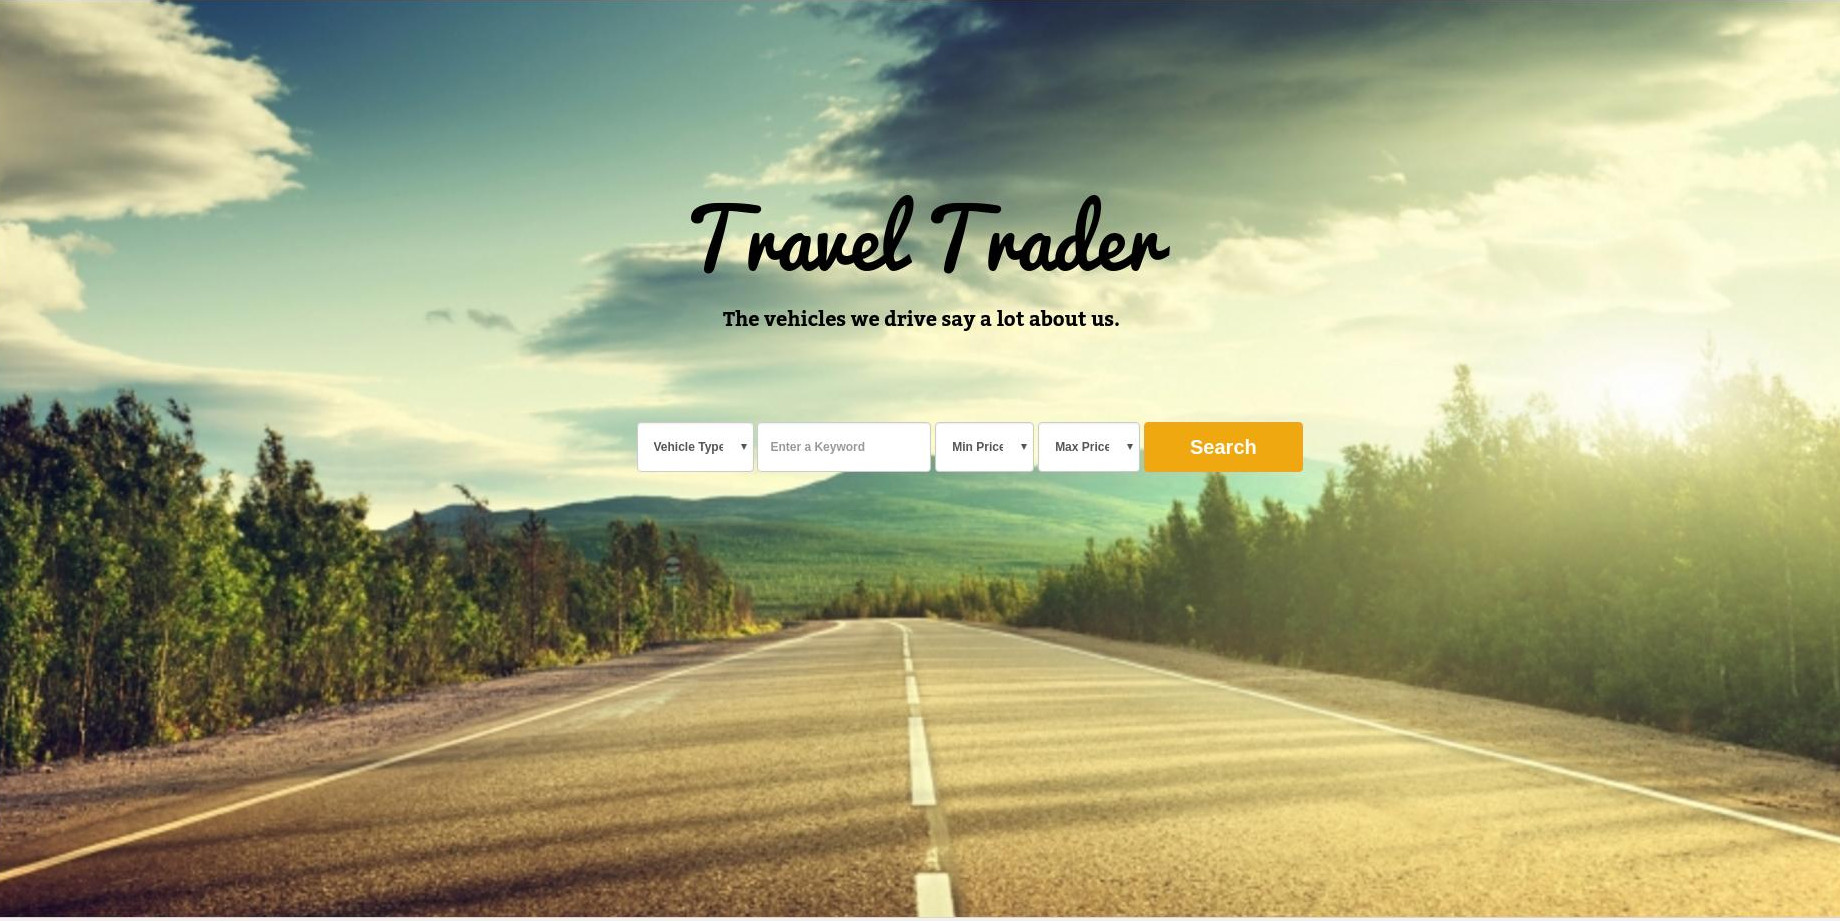 Travel Trader
The vehicles we drive say a lot about us.
Vehicle Type Enter a Keyword Min Price Max Price Search